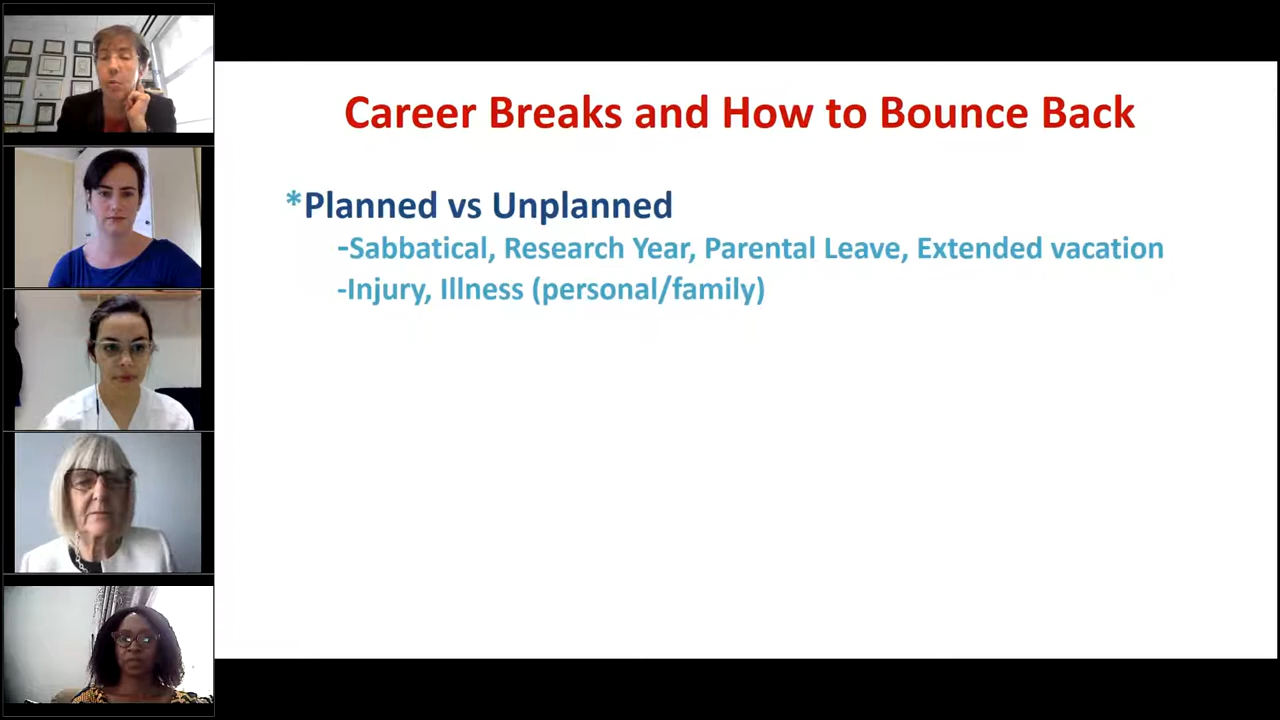 Career Breaks and How to Bounce Back
*Planned vs Unplanned
-Sabbatical, Research Year, Parental Leave, Extended vacation
-Injury, Illness (personal/family)